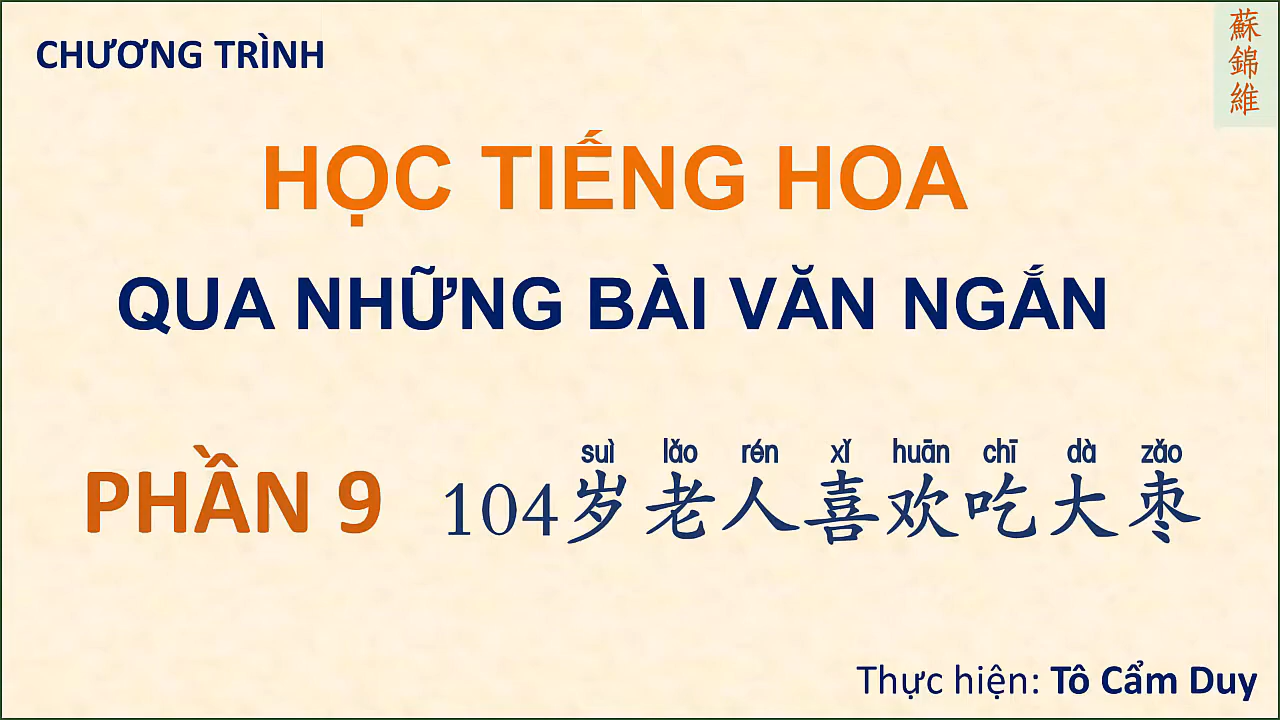 CHƯƠNG TRÌNH
蘇錦維
HỌC TIẾNG HOA
QUA NHỮNG BÀI VĂN NGẮN
suì lǎo rén xǐ huān chī dà zǎo
PHẦN 9 104岁老人喜欢吃大枣
Thực hiện: Tô Cẩm Duy